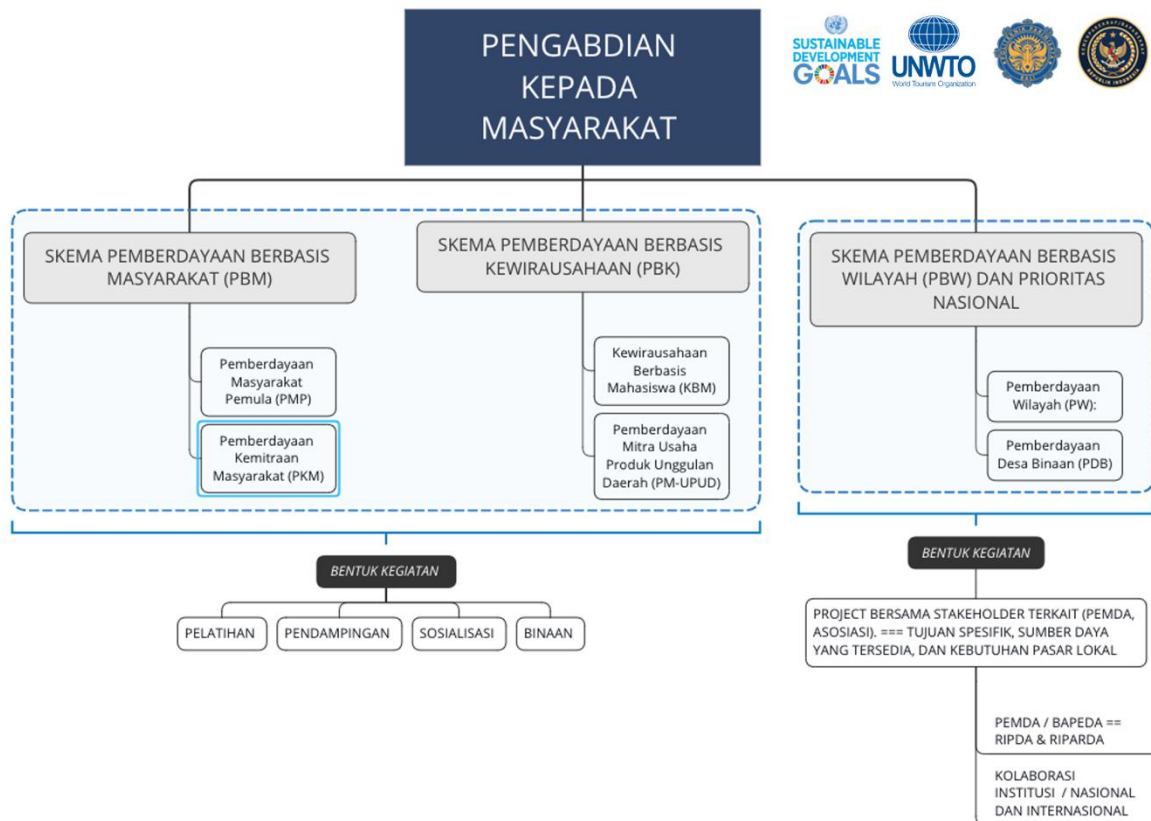 PENGABDIAN
KEPADA
MASYARAKAT
SUSTAINABLE
DEVELOPMENT
GOALS
UNWTO
World Tourism Organization
REPUBLIK INDONESIA
SKEMA PEMBERDAYAAN BERBASIS
MASYARAKAT (PBM)
Pemberdayaan
Masyarakat
Pemula (PMP)
Pemberdayaan
Kemitraan
Masyarakat (PKM)
SKEMA PEMBERDAYAAN BERBASIS
KEWIRAUSAHAAN (PBK)
Kewirausahaan
Berbasis
Mahasiswa (KBM)
Pemberdayaan
Mitra Usaha
Produk Unggulan
Daerah (PM-UPUD)
SKEMA PEMBERDAYAAN BERBASIS
WILAYAH (PBW) DAN PRIORITAS
NASIONAL
Pemberdayaan
Wilayah (PW):
Pemberdayaan
Desa Binaan (PDB)
BENTUK KEGIATAN
PELATIHAN
PENDAMPINGAN
SOSIALISASI
BINAAN
BENTUK KEGIATAN
PROJECT BERSAMA STAKEHOLDER TERKAIT (PEMDA,
ASOSIASI). === TUJUAN SPESIFIK, SUMBER DAYA
YANG TERSEDIA, DAN KEBUTUHAN PASAR LOKAL
PEMDA / BAPEDA ==
RIPDA & RIPARDA
KOLABORASI
INSTITUSI / NASIONAL
DAN INTERNASIONAL